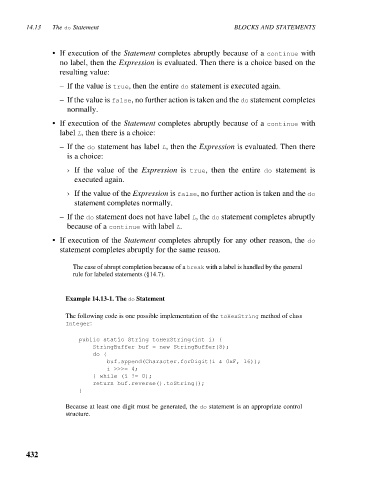 14.13 The do Statement BLOCKS AND STATEMENTS
• If execution of the Statement completes abruptly because of a continue with
no label, then the Expression is evaluated. Then there is a choice based on the
resulting value:
– If the value is true, then the entire do statement is executed again.
– If the value is false, no further action is taken and the do statement completes
normally.
• If execution of the Statement completes abruptly because of a continue with
label L, then there is a choice:
– If the do statement has label L, then the Expression is evaluated. Then there
is a choice:
› If the value of the Expression is true, then the entire do statement is
executed again.
› If the value of the Expression is false, no further action is taken and the do
statement completes normally.
– If the do statement does not have label L, the do statement completes abruptly
because of a continue with label L.
• If execution of the Statement completes abruptly for any other reason, the do
statement completes abruptly for the same reason.
The case of abrupt completion because of a break with a label is handled by the general
rule for labeled statements (§14.7).
Example 14.13-1. The do Statement
The following code is one possible implementation of the toHexString method of class
Integer:
public static String toHexString(int i) {
StringBuffer buf = new StringBuffer(8);
do {
buf.append(Character.forDigit(i & 0xF, 16));
i >>>= 4;
} while (i != 0);
return buf.reverse().toString();
}
Because at least one digit must be generated, the do statement is an appropriate control
structure.
432